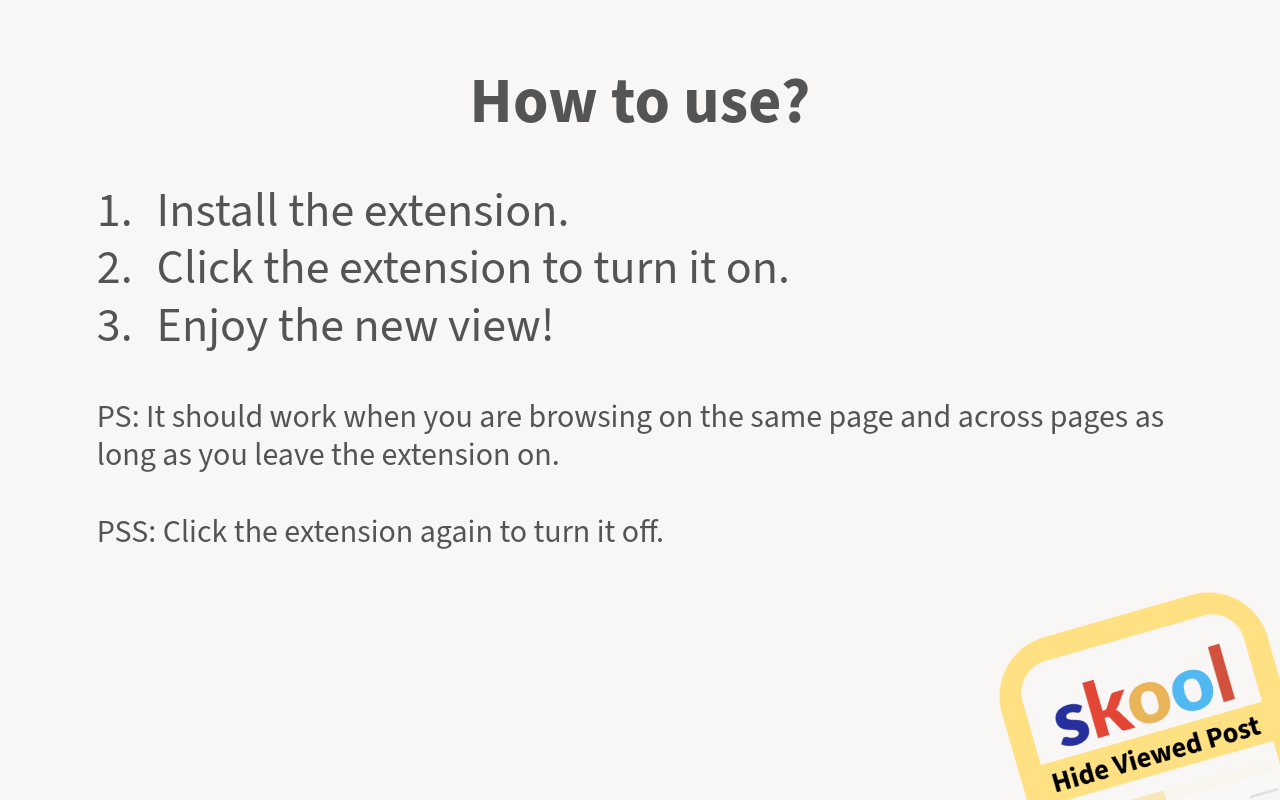 How to use?
1. Install the extension.
2. Click the extension to turn it on.
3. Enjoy the new view!
PS: It should work when you are browsing on the same page and across pages as
long as you leave the extension on.
PSS: Click the extension again to turn it off.
skool
Hide Viewed Post